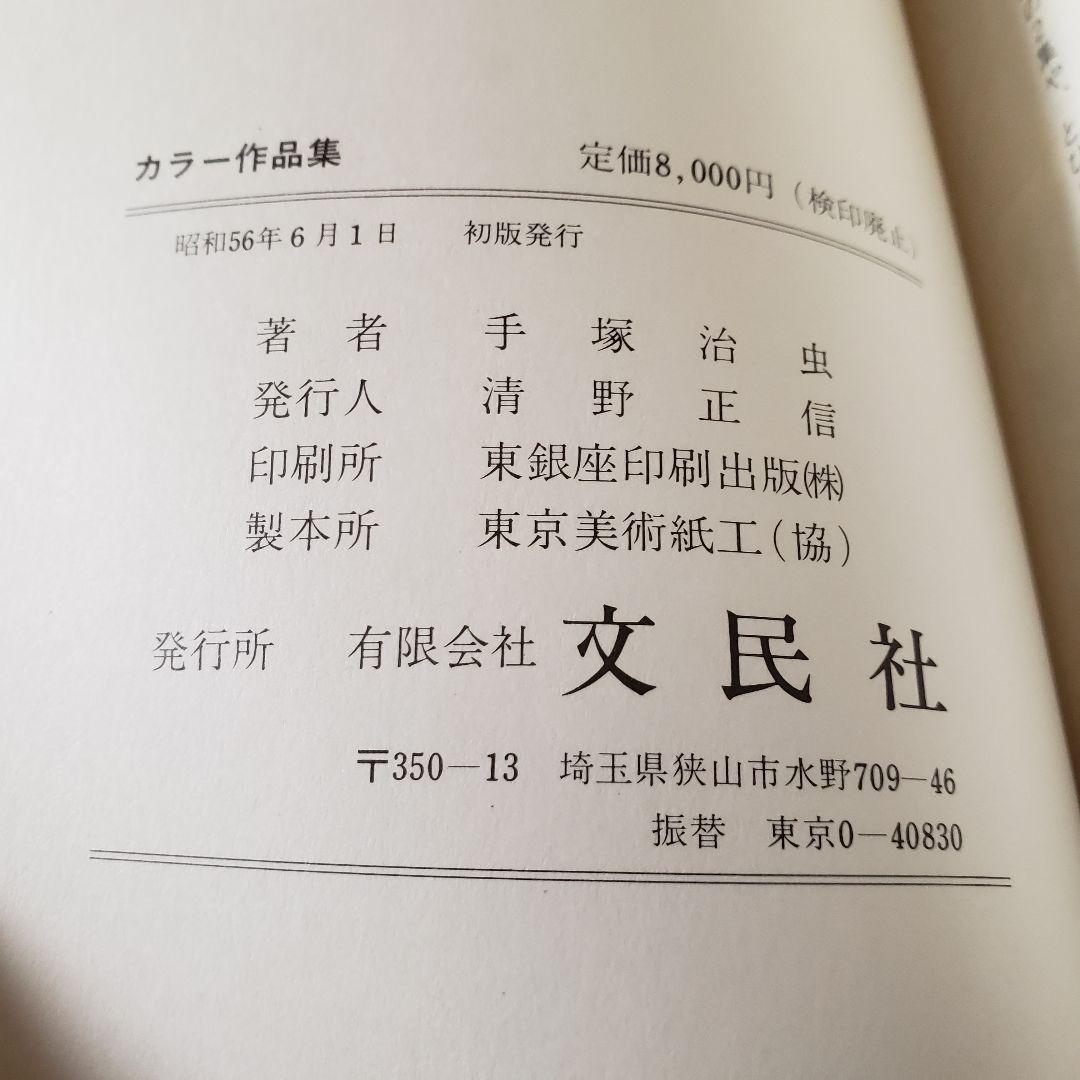 カラー作品集 定価8,000円(検印廃止)
昭和56年6月1日 初版発行
著者 手塚治虫
発行人 清野正信
印刷所 東銀座印刷出版㈱
製本所 東京美術紙工(協)
発行所 有限会社 文民社
〒350―13 埼玉県狭山市水野709―46
振替 東京0―40830